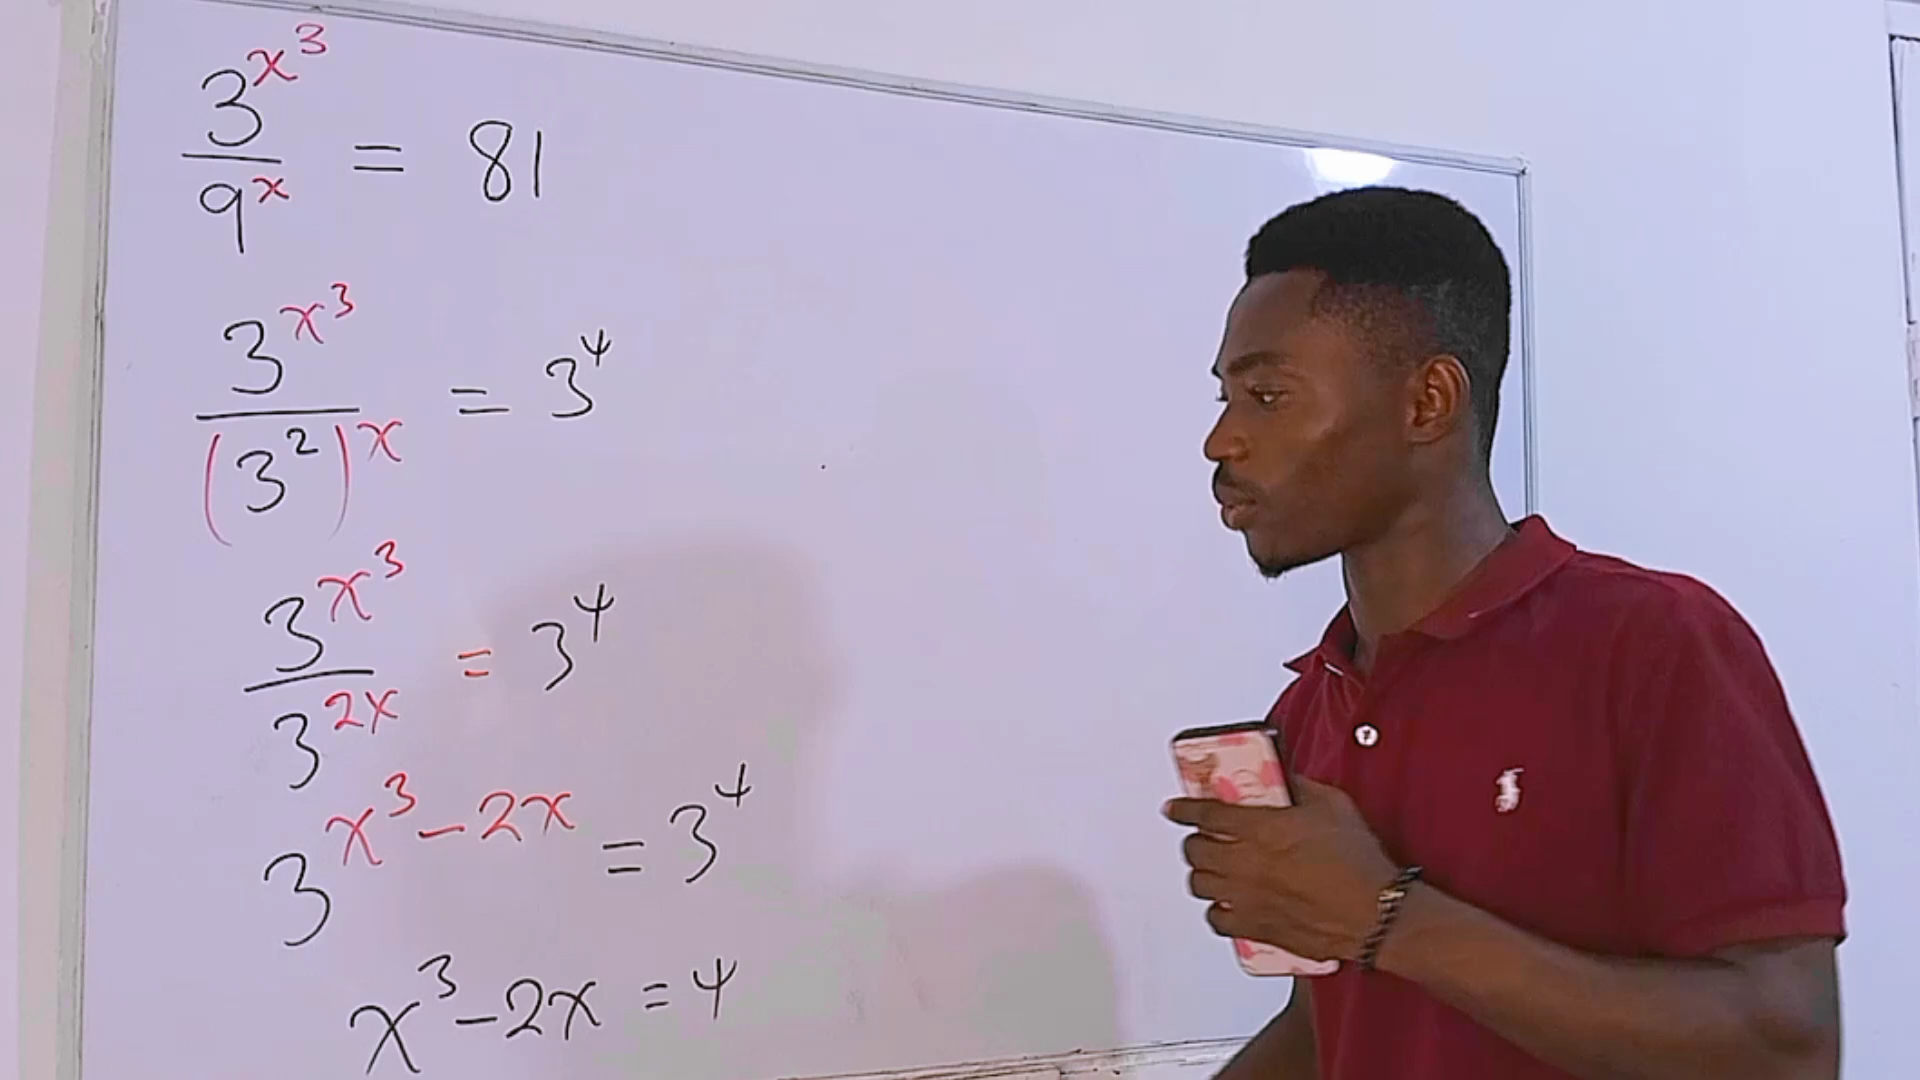 3^{x^3} / 9^x = 81
3^{x^3} / (3^2)^x = 3^4
3^{x^3} / 3^{2x} = 3^4
3^{x^3 - 2x} = 3^4
x^3 - 2x = 4